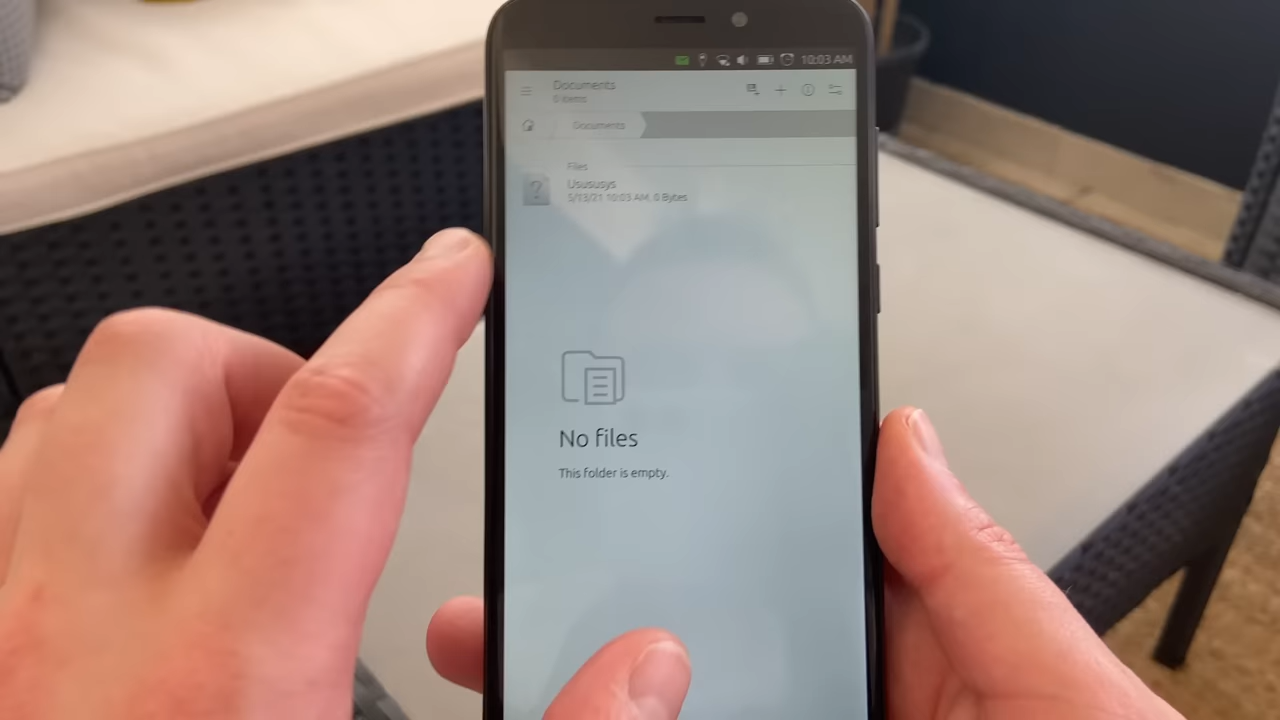 10:03 AM
Documents
0 items
Documents
Files
Usususys
5/13/21 10:03 AM, 0 Bytes
No files
This folder is empty.